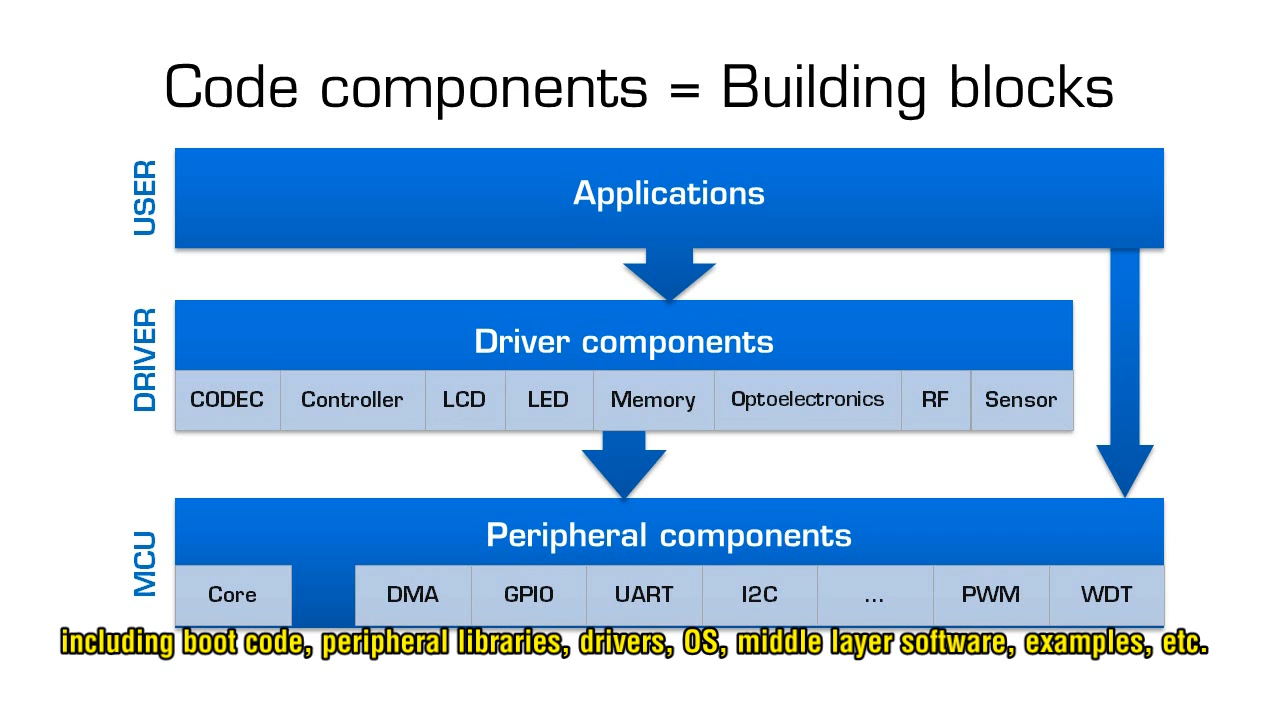 Code components = Building blocks
USER
Applications
DRIVER
Driver components
CODEC Controller LCD LED Memory Optoelectronics RF Sensor
MCU
Peripheral components
Core DMA GPIO UART I2C ... PWM WDT
including boot code, peripheral libraries, drivers, OS, middle layer software, examples, etc.